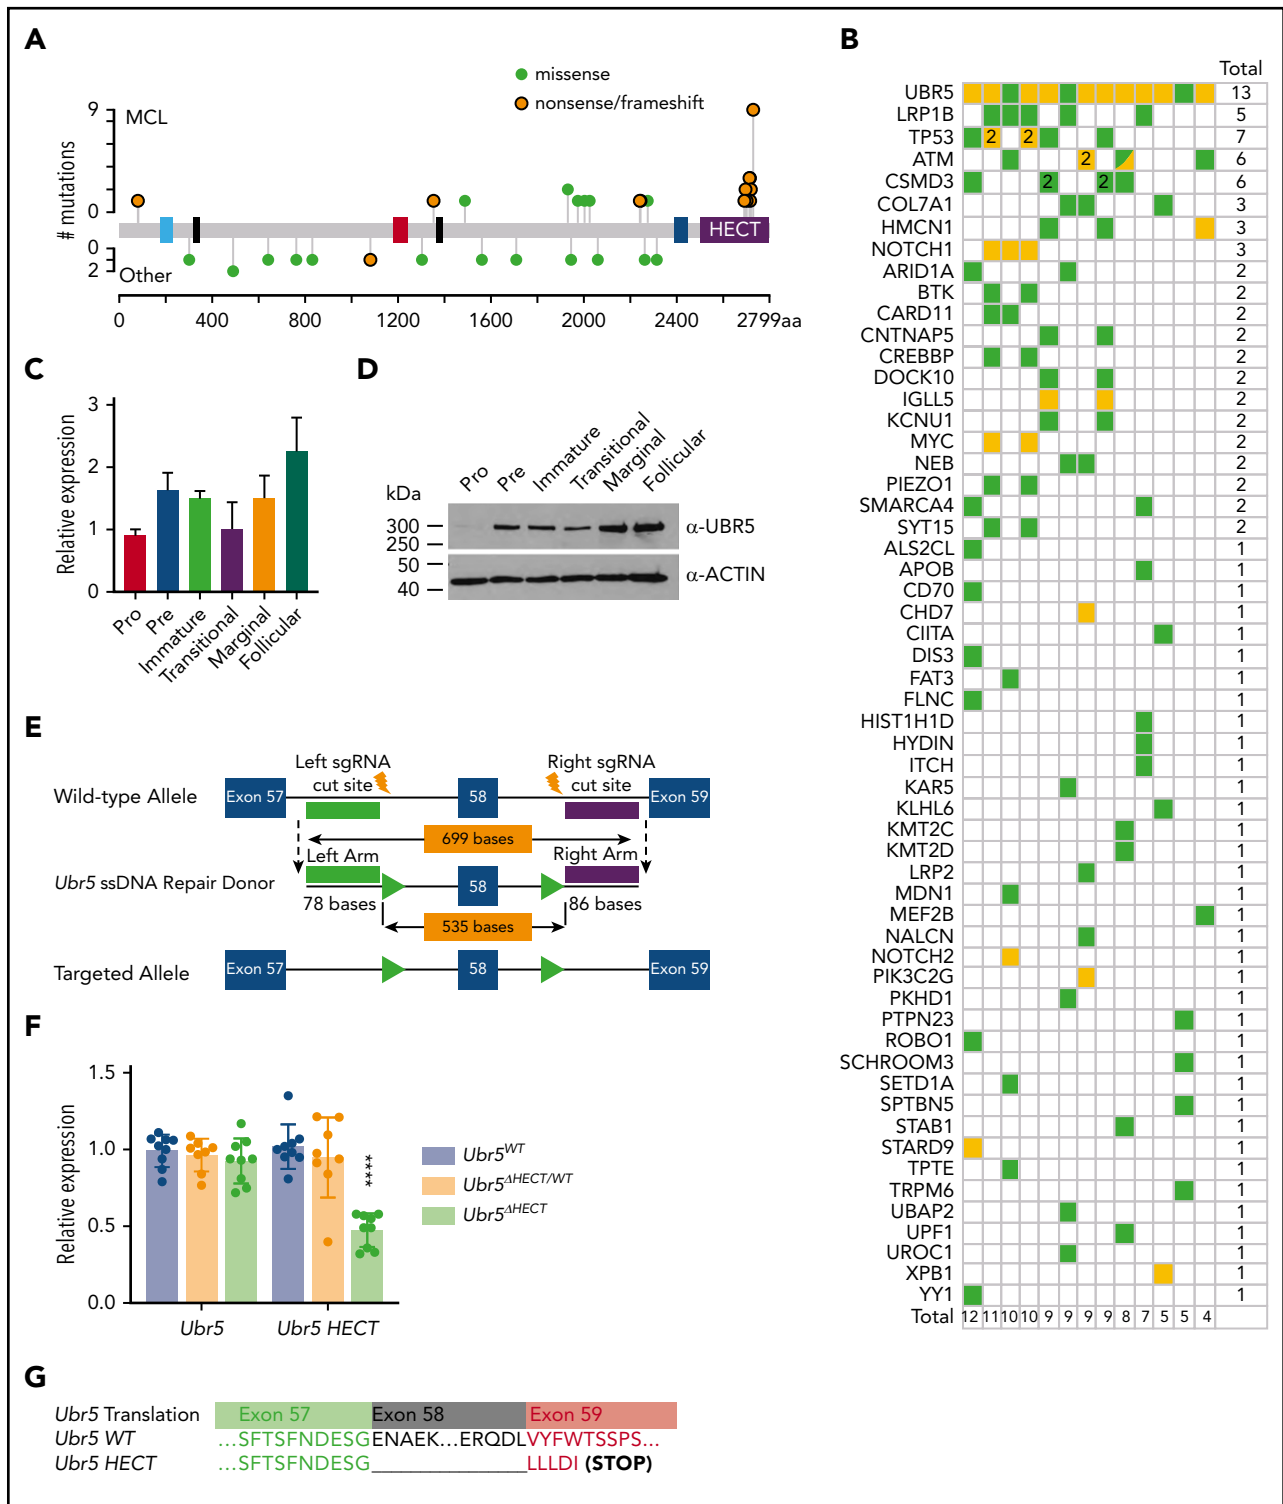 A
missense
nonsense/frameshift
9
MCL
# mutations
0
HECT
0
2
Other
0 400 800 1200 1600 2000 2400 2799aa
B
Total
UBR5 13
LRP1B 5
TP53 2 2 7
ATM 2 6
CSMD3 2 2 6
COL7A1 3
HMCN1 3
NOTCH1 3
ARID1A 2
BTK 2
CARD11 2
CNTNAP5 2
CREBBP 2
DOCK10 2
IGLL5 2
KCNU1 2
MYC 2
NEB 2
PIEZO1 2
SMARCA4 2
SYT15 2
ALS2CL 1
APOB 1
CD70 1
CHD7 1
CIITA 1
DIS3 1
FAT3 1
FLNC 1
HIST1H1D 1
HYDIN 1
ITCH 1
KAR5 1
KLHL6 1
KMT2C 1
KMT2D 1
LRP2 1
MDN1 1
MEF2B 1
NALCN 1
NOTCH2 1
PIK3C2G 1
PKHD1 1
PTPN23 1
ROBO1 1
SCHROOM3 1
SETD1A 1
SPTBN5 1
STAB1 1
STARD9 1
TPTE 1
TRPM6 1
UBAP2 1
UPF1 1
UROC1 1
XPB1 1
YY1 1
Total 12 11 10 10 9 9 9 9 8 7 5 5 4
C
Relative expression
3
2
1
0
Pro
Pre
Immature
Transitional
Marginal
Follicular
D
Pro
Pre
Immature
Transitional
Marginal
Follicular
kDa
300
250
α-UBR5
50
40
α-ACTIN
E
Left sgRNA
cut site
Right sgRNA
cut site
Wild-type Allele
Exon 57
58
Exon 59
699 bases
Left Arm
Right Arm
Ubr5 ssDNA Repair Donor
58
78 bases
86 bases
535 bases
Targeted Allele
Exon 57
58
Exon 59
F
Relative expression
1.5
1.0
0.5
0.0
****
Ubr5
Ubr5 HECT
Ubr5WT
Ubr5ΔHECT/WT
Ubr5ΔHECT
G
Ubr5 Translation Exon 57 Exon 58 Exon 59
Ubr5 WT ...SFTSFNDESGENAEK...ERQDLVYFWTSSPS...
Ubr5 HECT ...SFTSFNDESG_______________LLLDI (STOP)